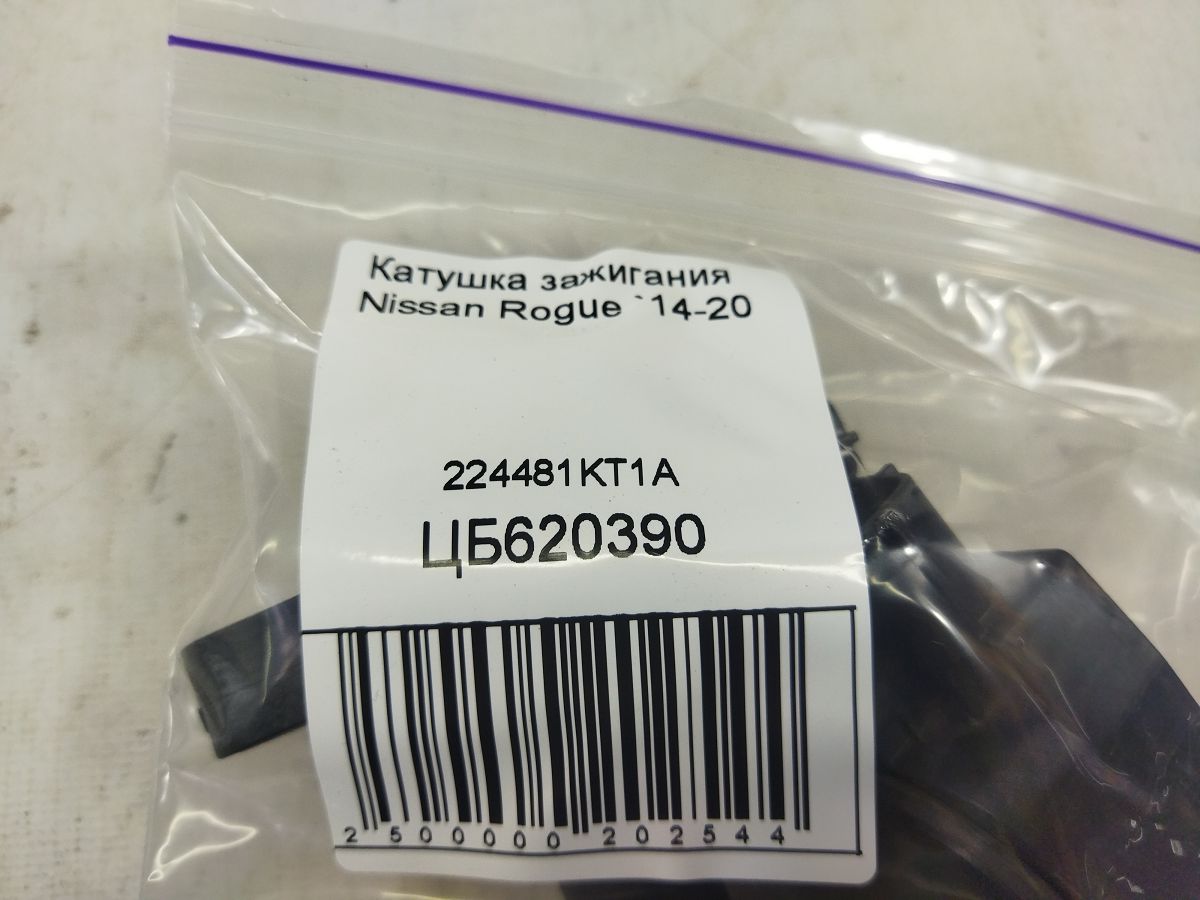 Катушка зажигания
Nissan Rogue `14-20
224481KT1A
ЦБ620390
2500000202544